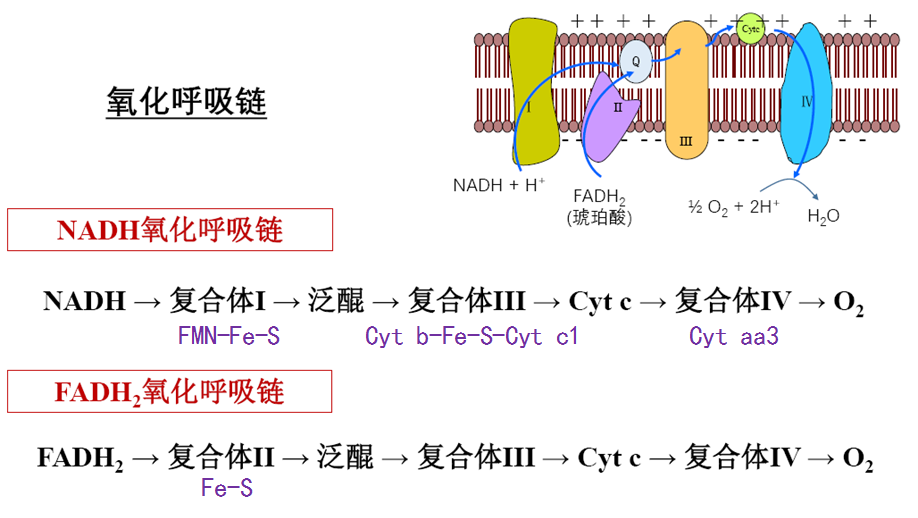 氧化呼吸链
+ + + + + + + + + +
Cytc
Q
I
II
III
IV
- - - - - - - - - - - -
NADH + H⁺
FADH₂
(琥珀酸)
½ O₂ + 2H⁺
H₂O
NADH氧化呼吸链
NADH → 复合体I → 泛醌 → 复合体III → Cyt c → 复合体IV → O₂
FMN-Fe-S Cyt b-Fe-S-Cyt c1 Cyt aa3
FADH₂氧化呼吸链
FADH₂ → 复合体II → 泛醌 → 复合体III → Cyt c → 复合体IV → O₂
Fe-S